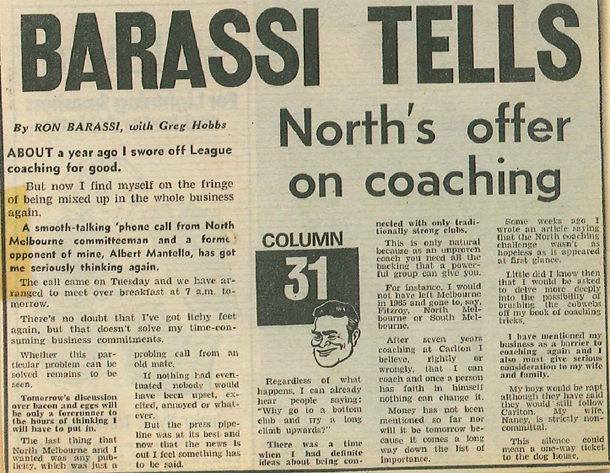 BARASSI TELLS
North's offer
on coaching
By RON BARASSI, with Greg Hobbs
ABOUT a year ago I swore off League
coaching for good.
But now I find myself on the fringe
of being mixed up in the whole business
again.
A smooth-talking 'phone call from North
Melbourne committeeman and a forme
opponent of mine, Albert Mantello, has got
me seriously thinking again.
The call came on Tuesday and we have ar-
ranged to meet over breakfast at 7 a.m. to-
morrow.
There's no doubt that I've got itchy feet
again, but that doesn't solve my time-con-
suming business commitments.
Whether this par-
ticular problem can be
solved remains to be
seen.
Tomorrow's discussion
over bacon and eggs will
be only a forerunner to
the hours of thinking I
will have to put in.
The last thing that
North Melbourne and I
wanted was any pub-
licity, which was just a
probing call from an
old mate.
If nothing had even-
tuated nobody would
have been upset, ex-
cited, annoyed or what-
ever.
But the press pipe-
line was at its best and
now that the news is
out I feel something has
to be said.
COLUMN
31
Regardless of what
happens, I can already
hear people saying:
"Why go to a bottom
club and try a long
climb upwards?"
There was a time
when I had definite
ideas about being con-
nected with only tradi-
tionally strong clubs.
This is only natural
because as an unproven
coach you need all the
backing that a power-
ful group can give you.
For instance, I would
not have left Melbourne
in 1965 and gone to, say,
Fitzroy, North Mel-
bourne or South Mel-
bourne.
After seven years
coaching at Carlton I
believe, rightly or
wrongly, that I can
coach and once a person
has faith in himself
nothing can change it.
Money has not been
mentioned so far nor
will it be tomorrow be-
cause it comes a long
way down the list of
importance.
Some weeks ago I
wrote an article saying
that the North coaching
challenge wasn't as
hopeless as it appeared
at first glance.
Little did I know then
that I would be asked
to delve more deeply
into the possibility of
brushing the cobwebs
off my book of coaching
tricks.
I have mentioned my
business as a barrier to
coaching again and I
also must give serious
consideration to my wife
and family.
My boys would be rapt
although they have said
they would still follow
Carlton. My wife,
Nancy, is strictly non-
committal.
This silence could
mean a one-way ticket
to the dog house.